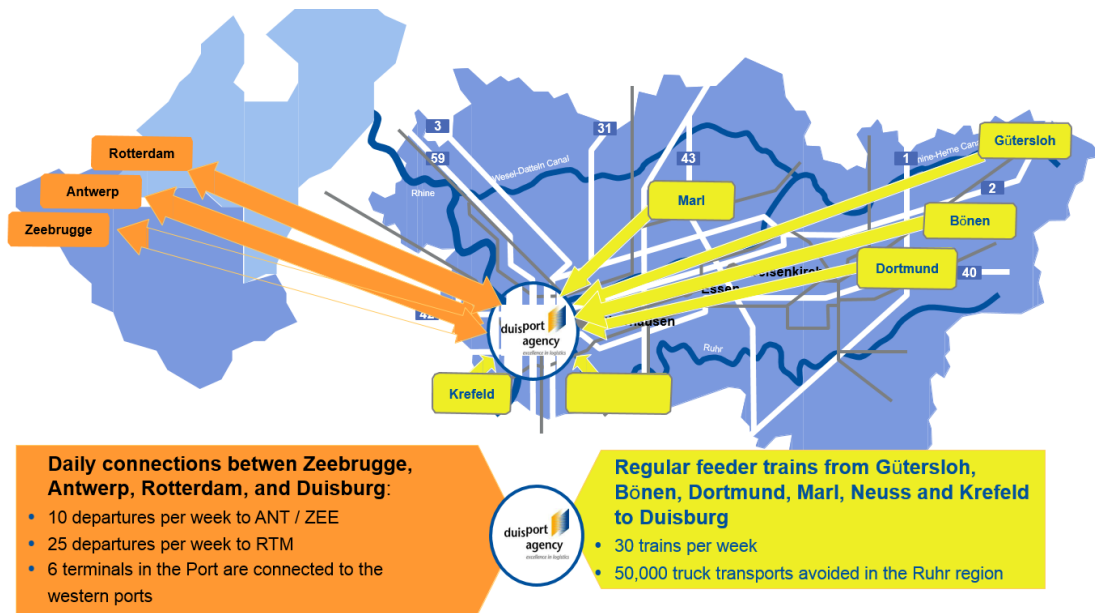 3
31
59
43
1
Gütersloh
Rotterdam
Wesel-Datteln Canal
Rhine
Antwerp
Marl
2
Zeebrugge
Bönen
Dortmund
40
Essen
42
duisport
agency
excellence in logistics
Ruhr
Krefeld
Daily connections betwen Zeebrugge,
Antwerp, Rotterdam, and Duisburg:
• 10 departures per week to ANT / ZEE
• 25 departures per week to RTM
• 6 terminals in the Port are connected to the
western ports
duisport
agency
excellence in logistics
Regular feeder trains from Gütersloh,
Bönen, Dortmund, Marl, Neuss and Krefeld
to Duisburg
• 30 trains per week
• 50,000 truck transports avoided in the Ruhr region